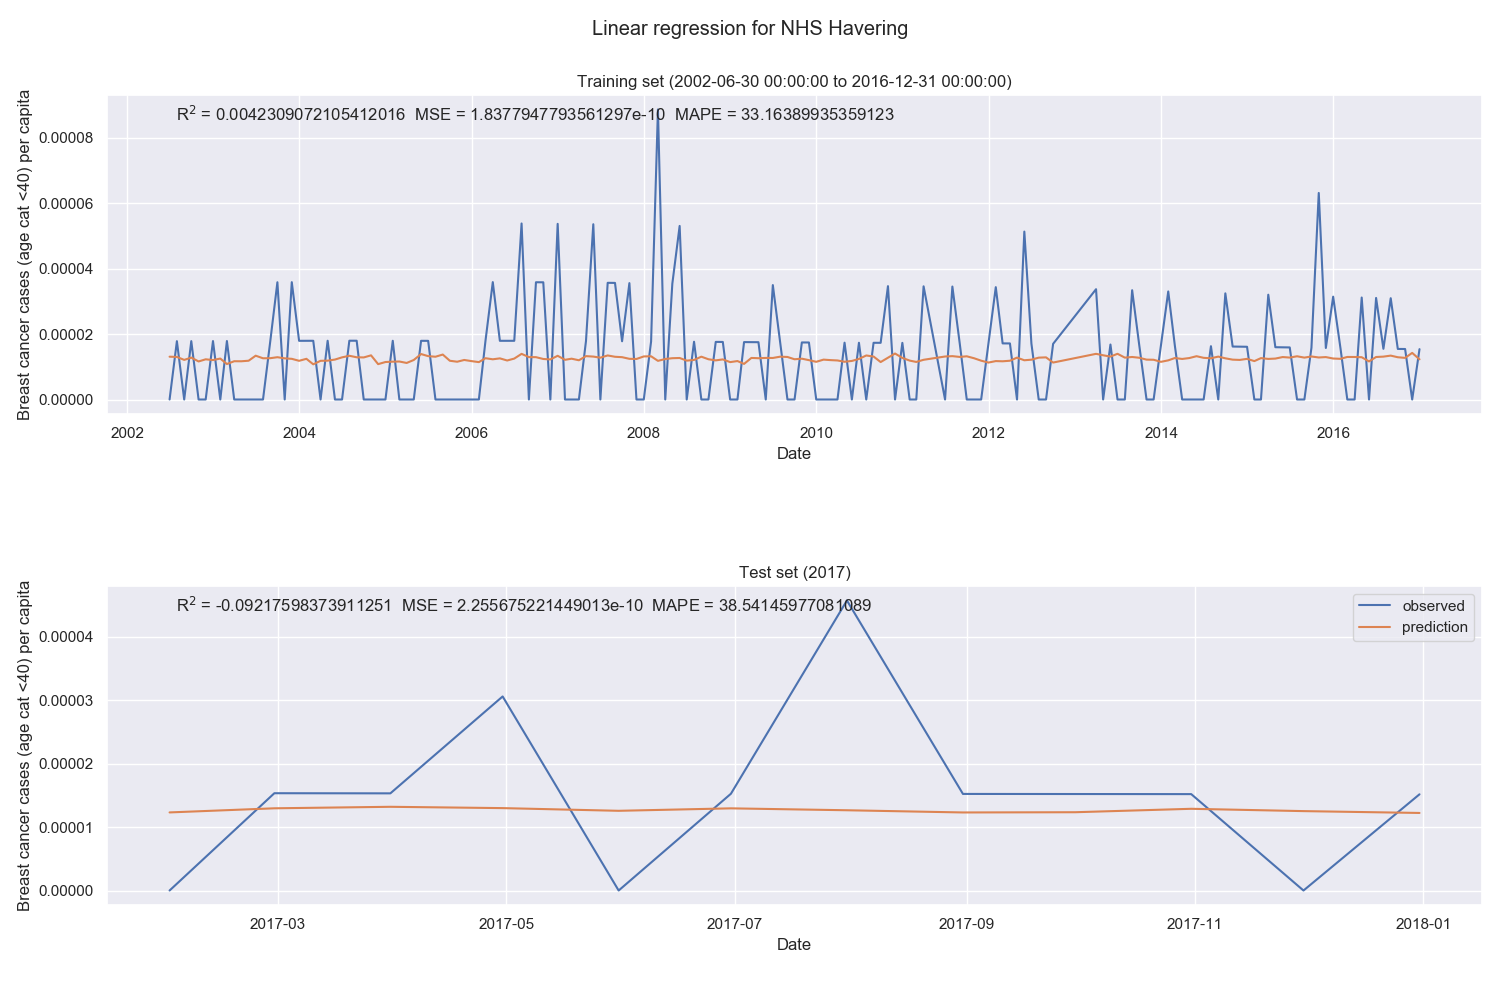 Linear regression for NHS Havering
Training set (2002-06-30 00:00:00 to 2016-12-31 00:00:00)
R² = 0.0042309072105412016 MSE = 1.8377947793561297e-10 MAPE = 33.16389935359123
Breast cancer cases (age cat <40) per capita
0.00008
0.00006
0.00004
0.00002
0.00000
2002 2004 2006 2008 2010 2012 2014 2016
Date
Test set (2017)
R² = -0.09217598373911251 MSE = 2.255675221449013e-10 MAPE = 38.54145977081089
observed
prediction
Breast cancer cases (age cat <40) per capita
0.00004
0.00003
0.00002
0.00001
0.00000
2017-03 2017-05 2017-07 2017-09 2017-11 2018-01
Date